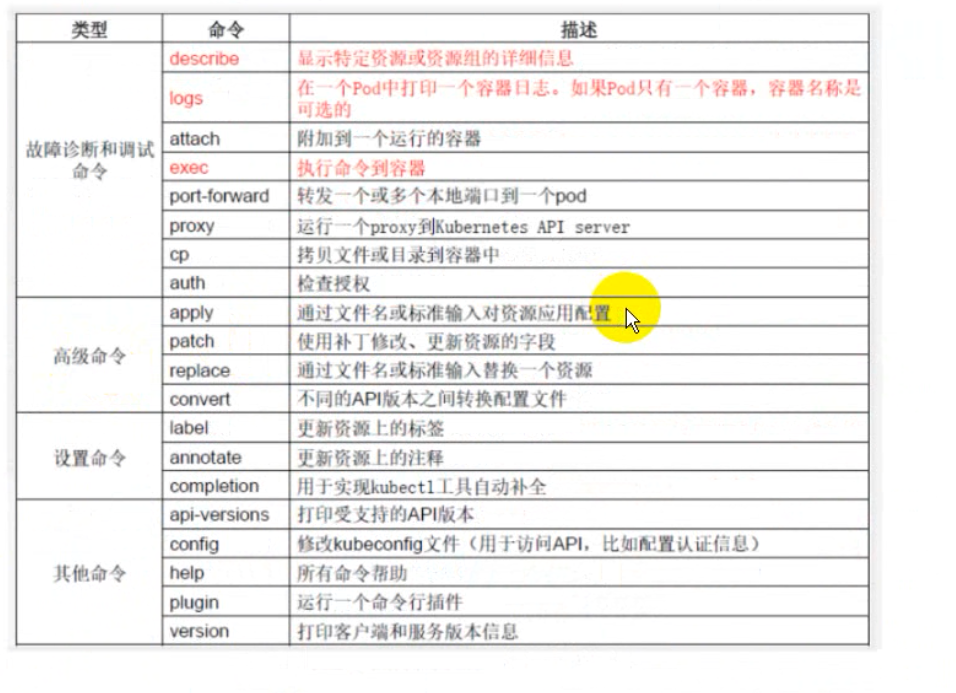 类型 命令 描述
故障诊断和调试命令
describe 显示特定资源或资源组的详细信息
logs 在一个Pod中打印一个容器日志。如果Pod只有一个容器，容器名称是
可选的
attach 附加到一个运行的容器
exec 执行命令到容器
port-forward 转发一个或多个本地端口到一个pod
proxy 运行一个proxy到Kubernetes API server
cp 拷贝文件或目录到容器中
auth 检查授权
高级命令
apply 通过文件名或标准输入对资源应用配置
patch 使用补丁修改、更新资源的字段
replace 通过文件名或标准输入替换一个资源
convert 不同的API版本之间转换配置文件
设置命令
label 更新资源上的标签
annotate 更新资源上的注释
completion 用于实现kubectl工具自动补全
其他命令
api-versions 打印受支持的API版本
config 修改kubeconfig文件（用于访问API，比如配置认证信息）
help 所有命令帮助
plugin 运行一个命令行插件
version 打印客户端和服务版本信息